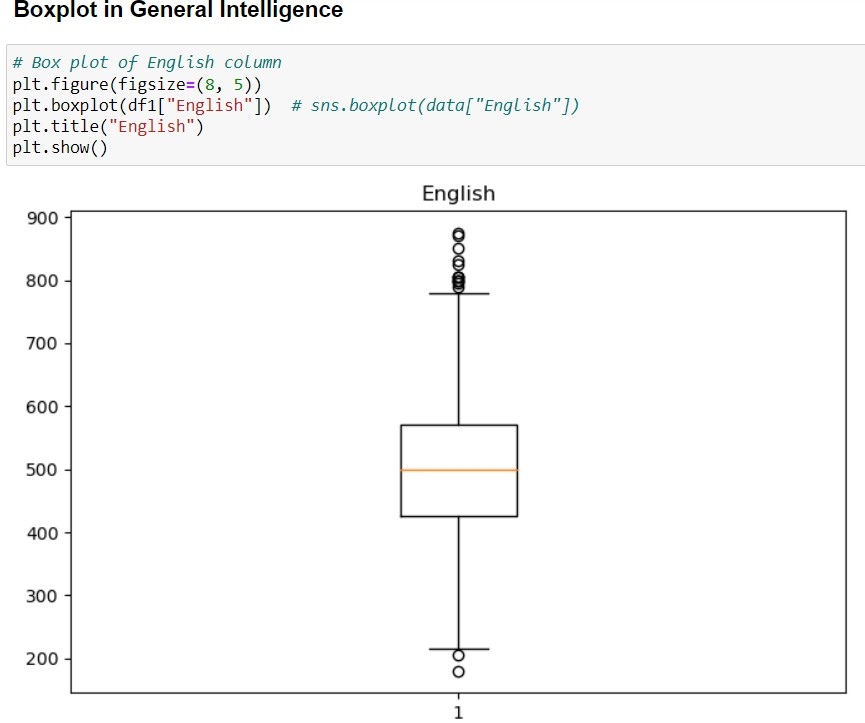 Boxplot in General Intelligence
# Box plot of English column
plt.figure(figsize=(8, 5))
plt.boxplot(df1["English"])  # sns.boxplot(data["English"])
plt.title("English")
plt.show()
English
900
800
700
600
500
400
300
200
1